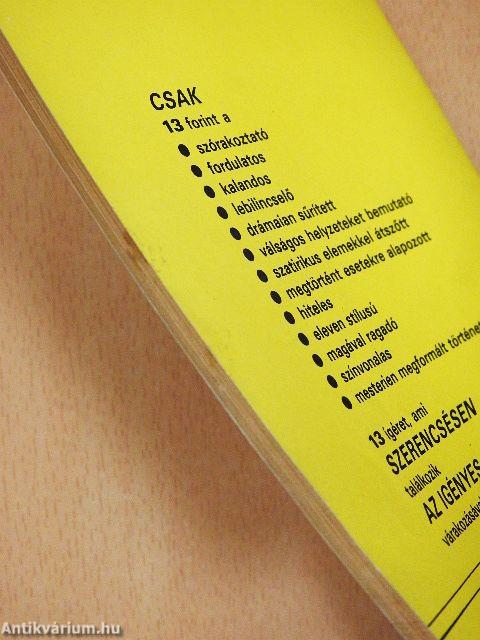 CSAK
13 forint a
● szórakoztató
● fordulatos
● kalandos
● lebilincselő
● drámaian sűrített
● válságos helyzeteket bemutató
● szatirikus elemekkel átszőtt
● megtörtént esetekre alapozott
● hiteles
● eleven stílusú
● magával ragadó
● színvonalas
● mesterien megformált történet
13 ígéret, ami
SZERENCSÉSEN
találkozik
AZ IGÉNYES
várakozásával
Antikvárium.hu